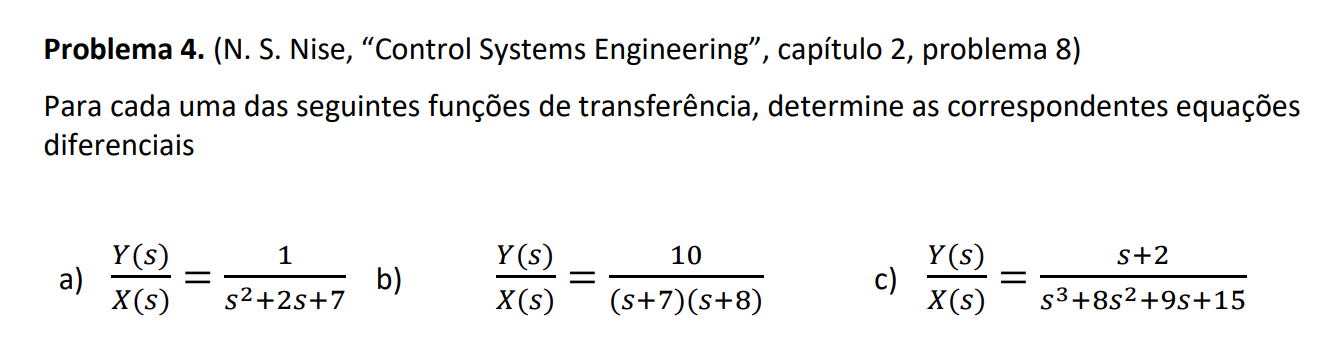 Problema 4. (N. S. Nise, “Control Systems Engineering”, capítulo 2, problema 8)
Para cada uma das seguintes funções de transferência, determine as correspondentes equações
diferenciais
a) Y(s)/X(s) = 1/(s²+2s+7) b) Y(s)/X(s) = 10/((s+7)(s+8)) c) Y(s)/X(s) = (s+2)/(s³+8s²+9s+15)